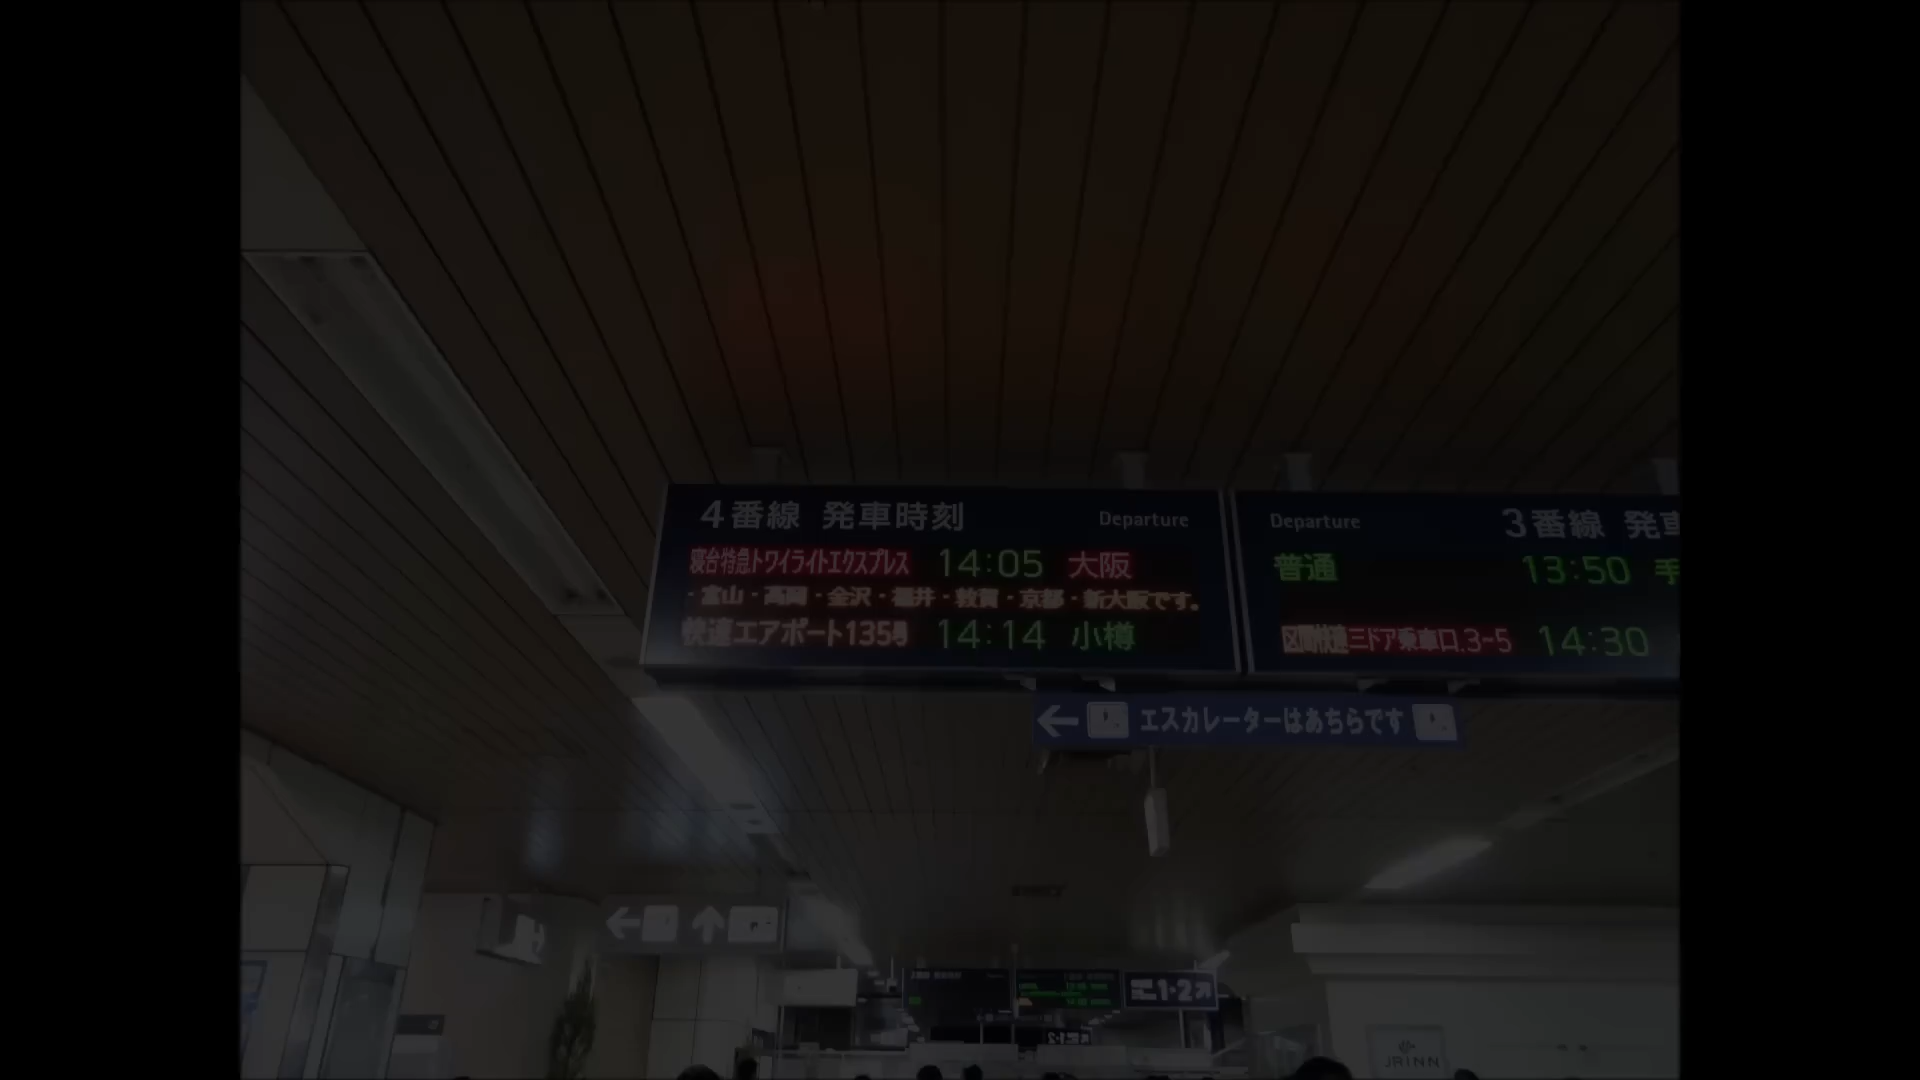 4番線 発車時刻 Departure
寝台特急トワイライトエクスプレス 14:05 大阪
・富山・高岡・金沢・福井・敦賀・京都・新大阪です。
快速エアポート135号 14:14 小樽
Departure 3番線 発車
普通 13:50 手
区間快速三ドア乗車口.3-5 14:30
エスカレーターはあちらです
1・2
JRINN